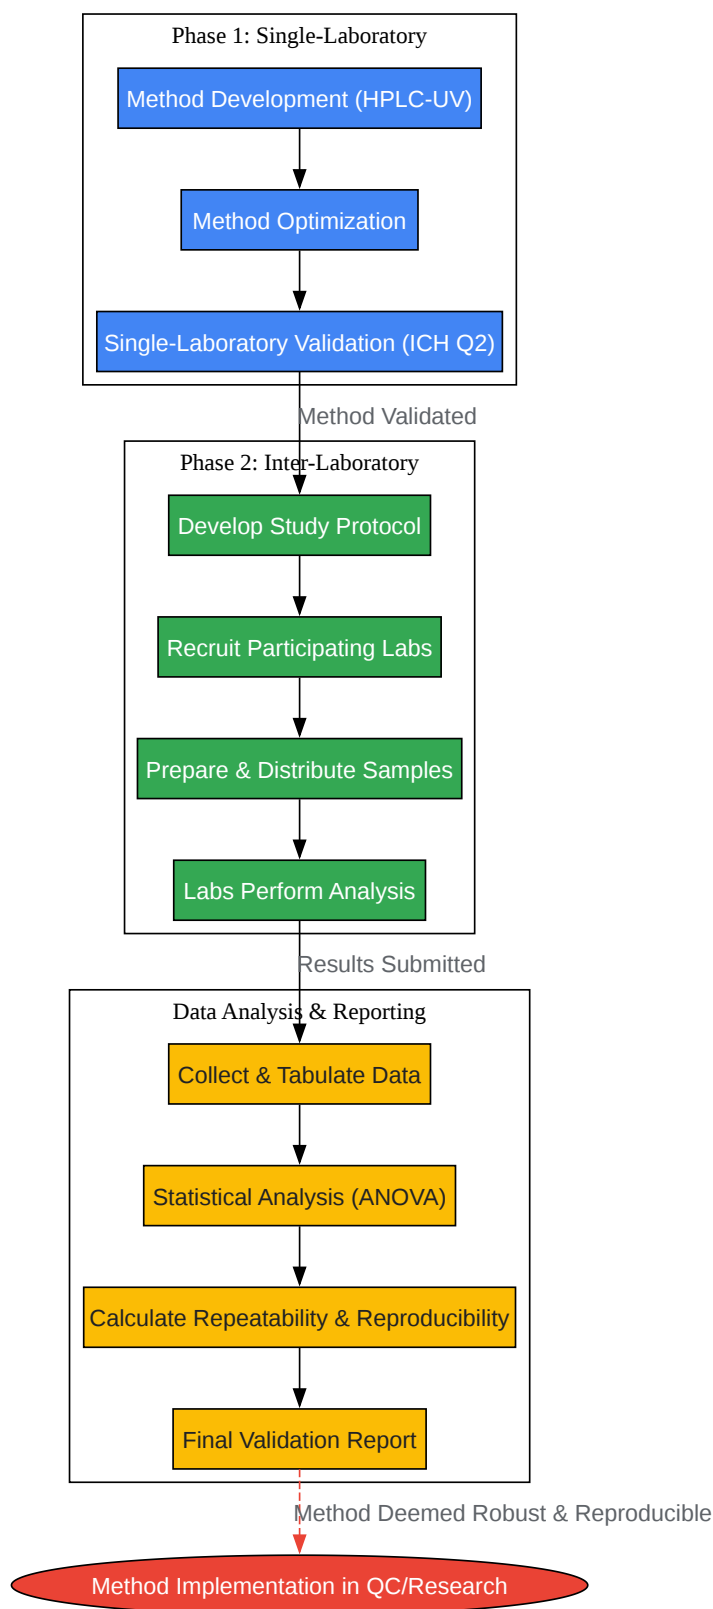 Phase 1: Single-Laboratory
Method Development (HPLC-UV)
Method Optimization
Single-Laboratory Validation (ICH Q2)
Method Validated
Phase 2: Inter-Laboratory
Develop Study Protocol
Recruit Participating Labs
Prepare & Distribute Samples
Labs Perform Analysis
Results Submitted
Data Analysis & Reporting
Collect & Tabulate Data
Statistical Analysis (ANOVA)
Calculate Repeatability & Reproducibility
Final Validation Report
Method Deemed Robust & Reproducible
Method Implementation in QC/Research